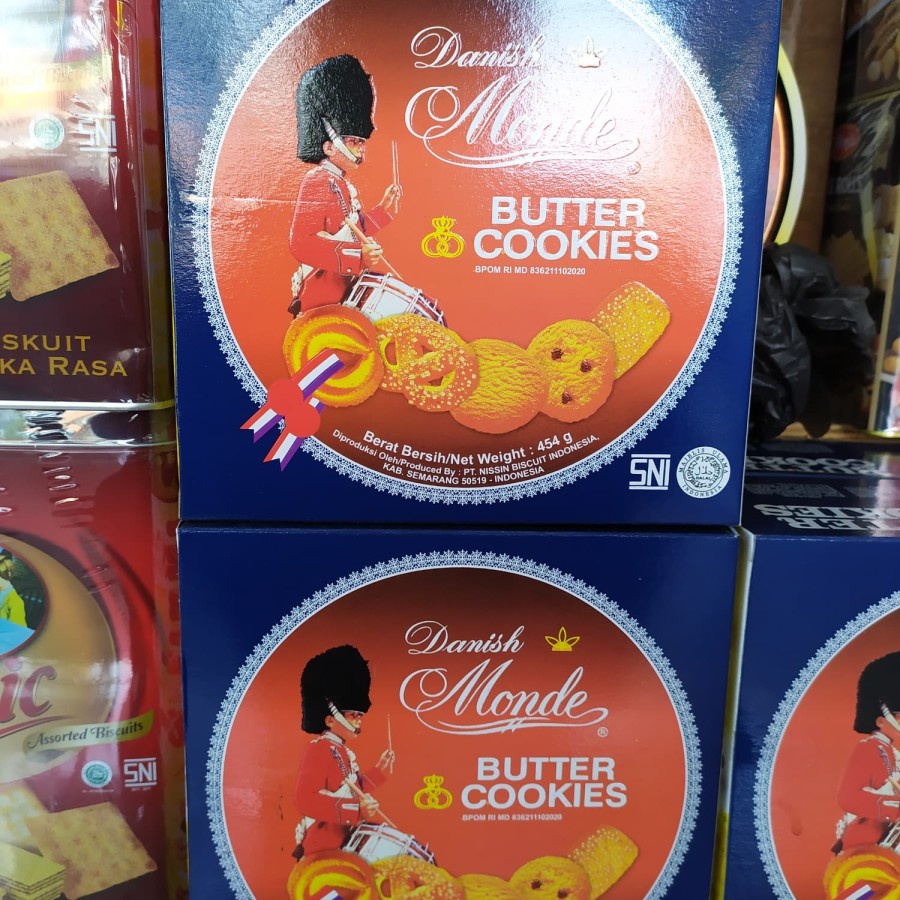 Danish
Monde
®
BUTTER
COOKIES
BPOM RI MD 836211102020
Berat Bersih/Net Weight : 454 g
Diproduksi Oleh/Produced By : PT. NISSIN BISCUIT INDONESIA,
KAB. SEMARANG 50519 - INDONESIA
SNI
HALAL
SNI
SKUIT
KA RASA
Danish
Monde
®
BUTTER
COOKIES
BPOM RI MD 836211102020
ic
Assorted Biscuits
SNI